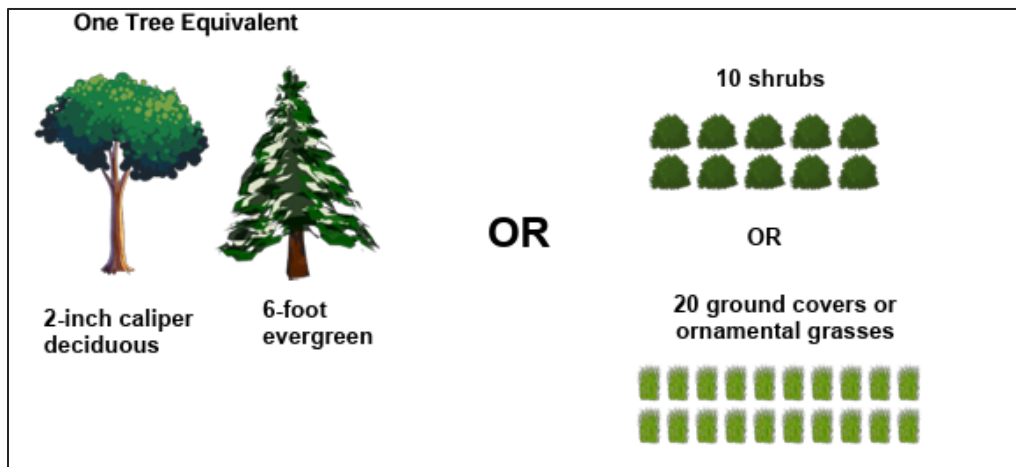 One Tree Equivalent
2-inch caliper
deciduous
6-foot
evergreen
OR
10 shrubs
OR
20 ground covers or
ornamental grasses